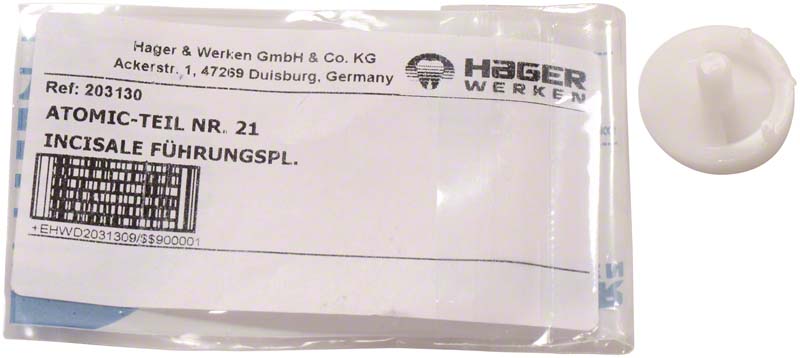 Hager & Werken GmbH & Co. KG
Ackerstr. 1, 47269 Duisburg, Germany
HAGER
WERKEN
Ref: 203130
ATOMIC-TEIL NR. 21
INCISALE FÜHRUNGSPL.
+EHWD2031309/$$900001